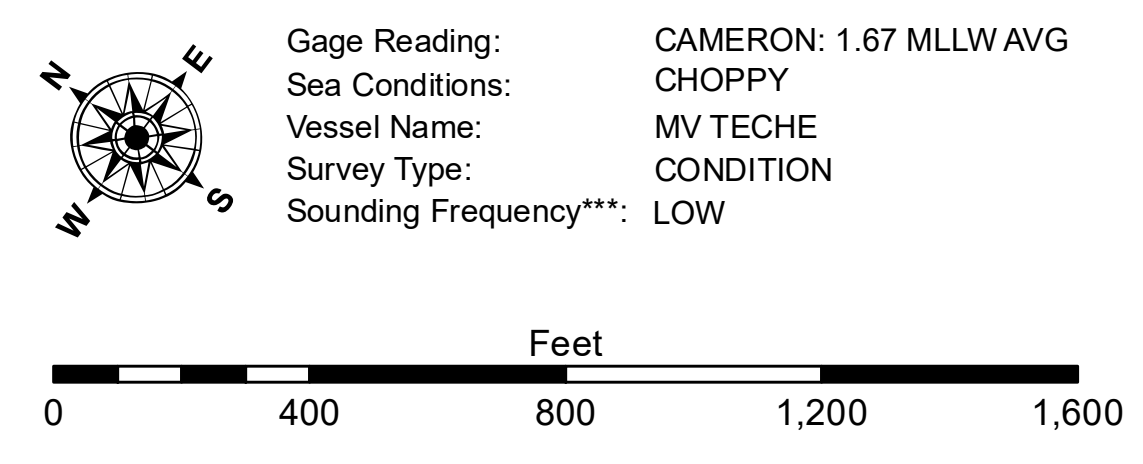 N
E
W
S
Gage Reading: CAMERON: 1.67 MLLW AVG
Sea Conditions: CHOPPY
Vessel Name: MV TECHE
Survey Type: CONDITION
Sounding Frequency***: LOW
Feet
0 400 800 1,200 1,600